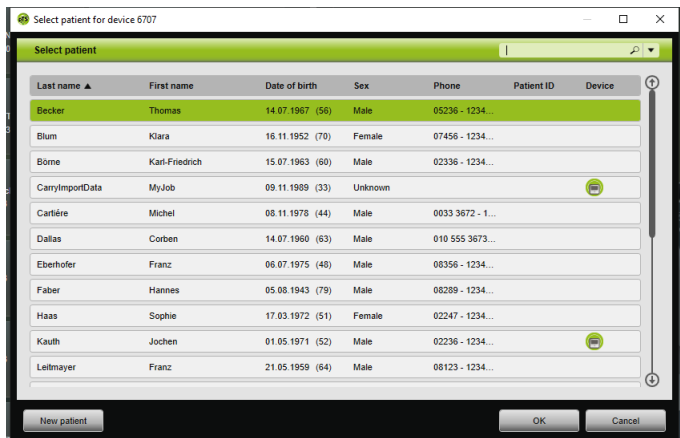 Select patient for device 6707
Select patient
Last name ▲ First name Date of birth Sex Phone Patient ID Device
Becker Thomas 14.07.1967 (56) Male 05236 - 1234...
Blum Klara 16.11.1952 (70) Female 07456 - 1234...
Börne Karl-Friedrich 15.07.1963 (60) Male 02336 - 1234...
CarryImportData MyJob 09.11.1989 (33) Unknown
Cartiére Michel 08.11.1978 (44) Male 0033 3672 - 1...
Dallas Corben 14.07.1960 (63) Male 010 555 3673...
Eberhofer Franz 06.07.1975 (48) Male 08356 - 1234...
Faber Hannes 05.08.1943 (79) Male 08289 - 1234...
Haas Sophie 17.03.1972 (51) Female 02247 - 1234...
Kauth Jochen 01.05.1971 (52) Male 02236 - 1234...
Leitmayer Franz 21.05.1959 (64) Male 08123 - 1234...
New patient OK Cancel